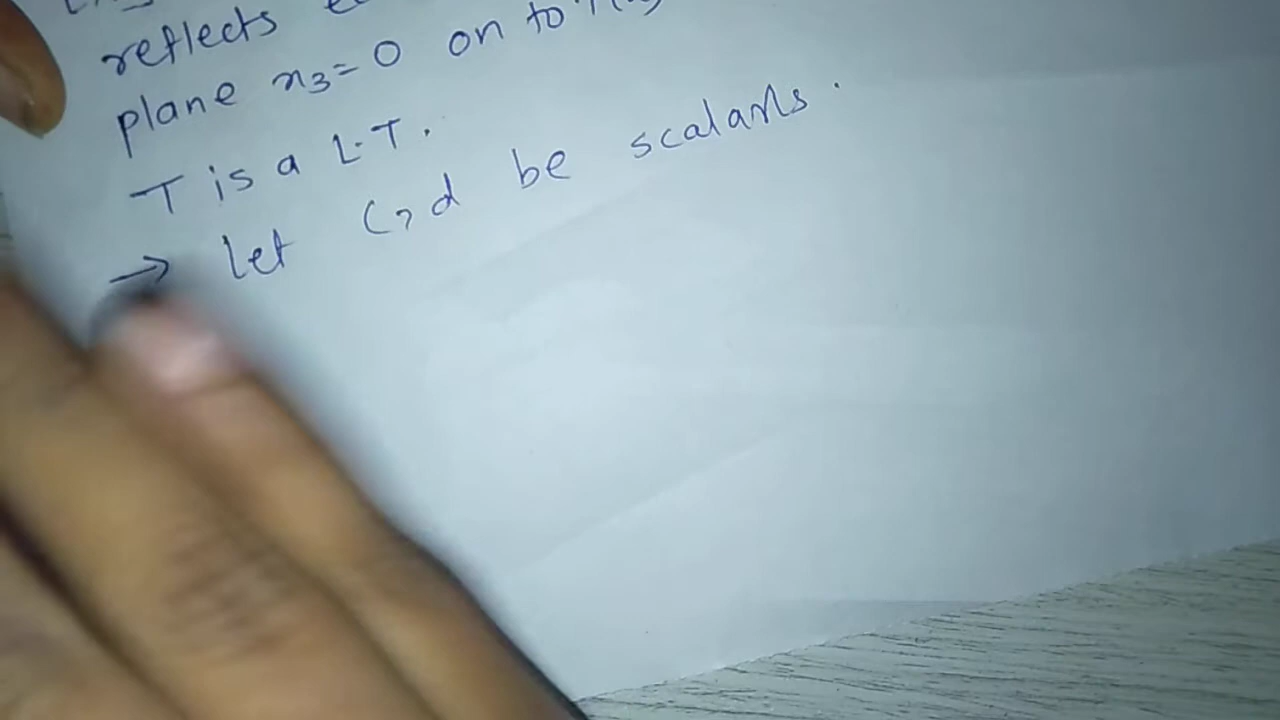 reflects
plane x3=0 on to
T is a L.T.
→ Let C, d be scalars.